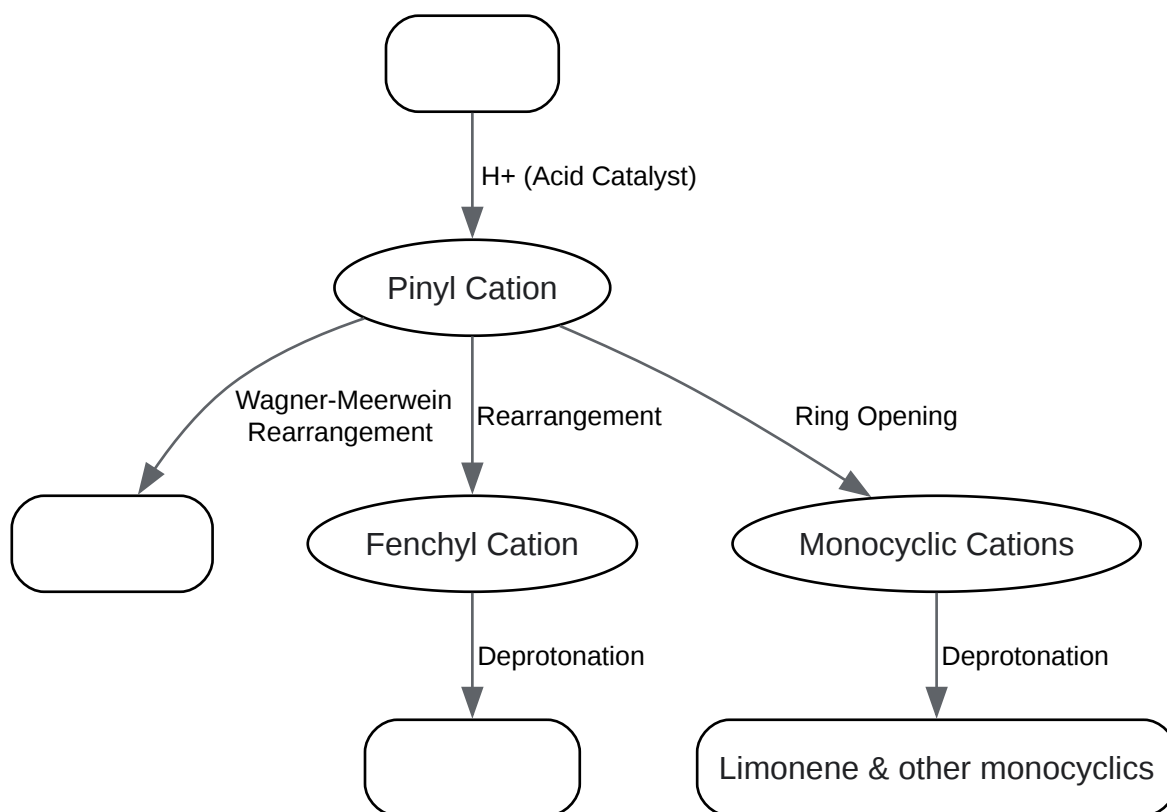 H+ (Acid Catalyst)
Pinyl Cation
Wagner-Meerwein
Rearrangement
Rearrangement
Ring Opening
Fenchyl Cation
Monocyclic Cations
Deprotonation
Deprotonation
Limonene & other monocyclics